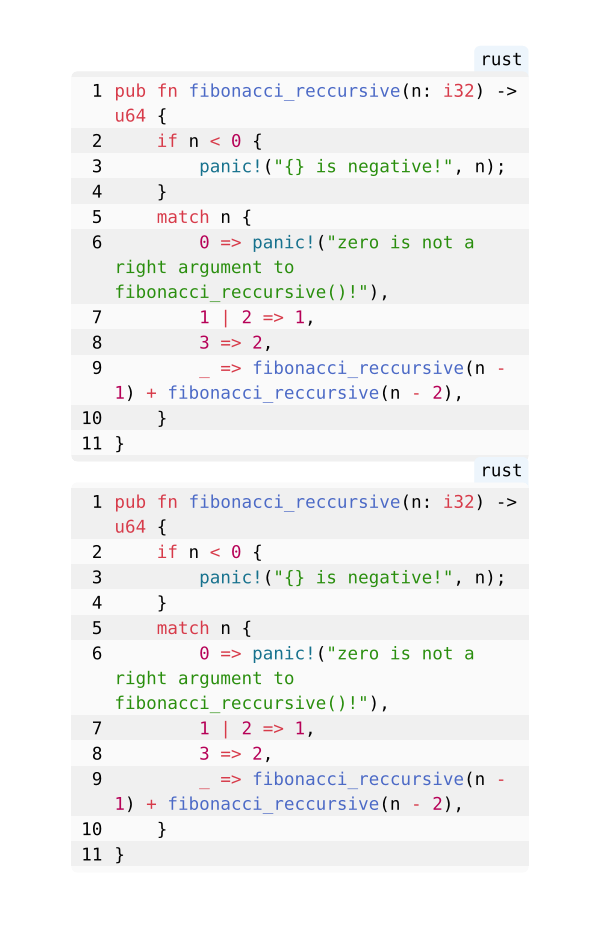 rust
1 pub fn fibonacci_reccursive(n: i32) ->
u64 {
2     if n < 0 {
3         panic!("{} is negative!", n);
4     }
5     match n {
6         0 => panic!("zero is not a
right argument to
fibonacci_reccursive()!"),
7         1 | 2 => 1,
8         3 => 2,
9         _ => fibonacci_reccursive(n -
1) + fibonacci_reccursive(n - 2),
10     }
11 }
rust
1 pub fn fibonacci_reccursive(n: i32) ->
u64 {
2     if n < 0 {
3         panic!("{} is negative!", n);
4     }
5     match n {
6         0 => panic!("zero is not a
right argument to
fibonacci_reccursive()!"),
7         1 | 2 => 1,
8         3 => 2,
9         _ => fibonacci_reccursive(n -
1) + fibonacci_reccursive(n - 2),
10     }
11 }